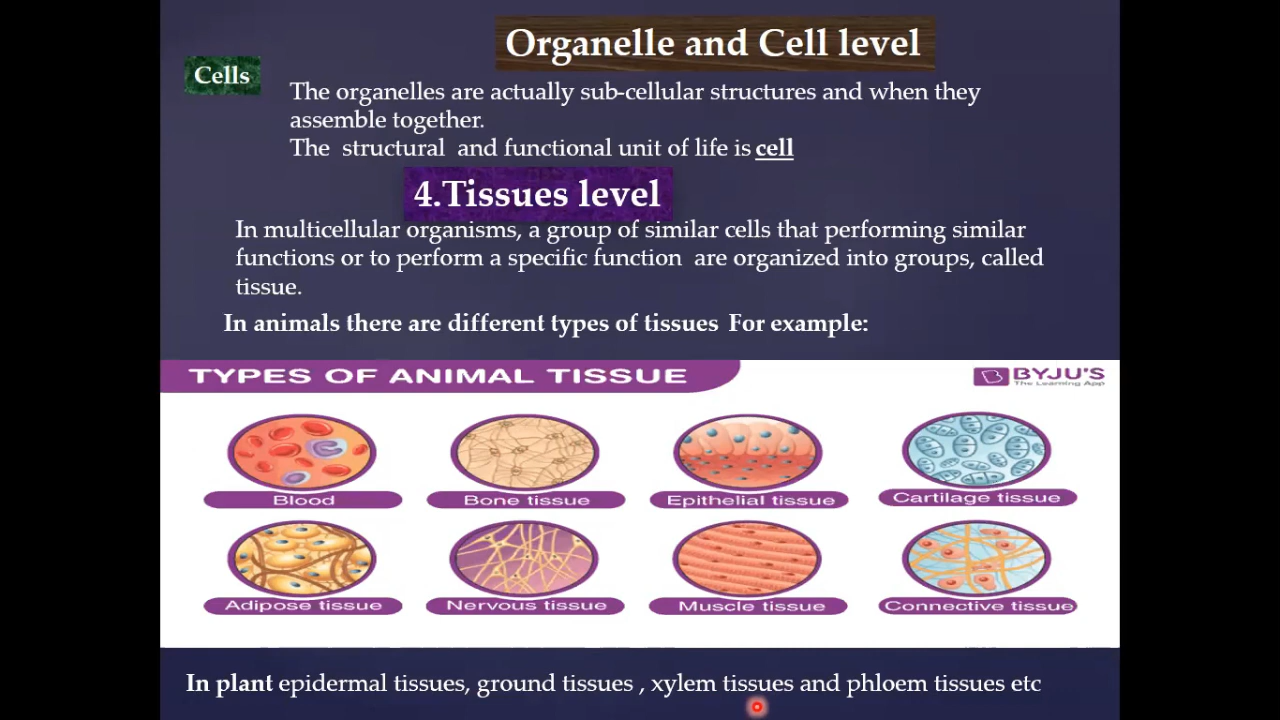 Organelle and Cell level
Cells
The organelles are actually sub-cellular structures and when they
assemble together.
The structural and functional unit of life is cell
4.Tissues level
In multicellular organisms, a group of similar cells that performing similar
functions or to perform a specific function are organized into groups, called
tissue.
In animals there are different types of tissues For example:
TYPES OF ANIMAL TISSUE
BYJU'S
The Learning App
Blood
Bone tissue
Epithelial tissue
Cartilage tissue
Adipose tissue
Nervous tissue
Muscle tissue
Connective tissue
In plant epidermal tissues, ground tissues , xylem tissues and phloem tissues etc